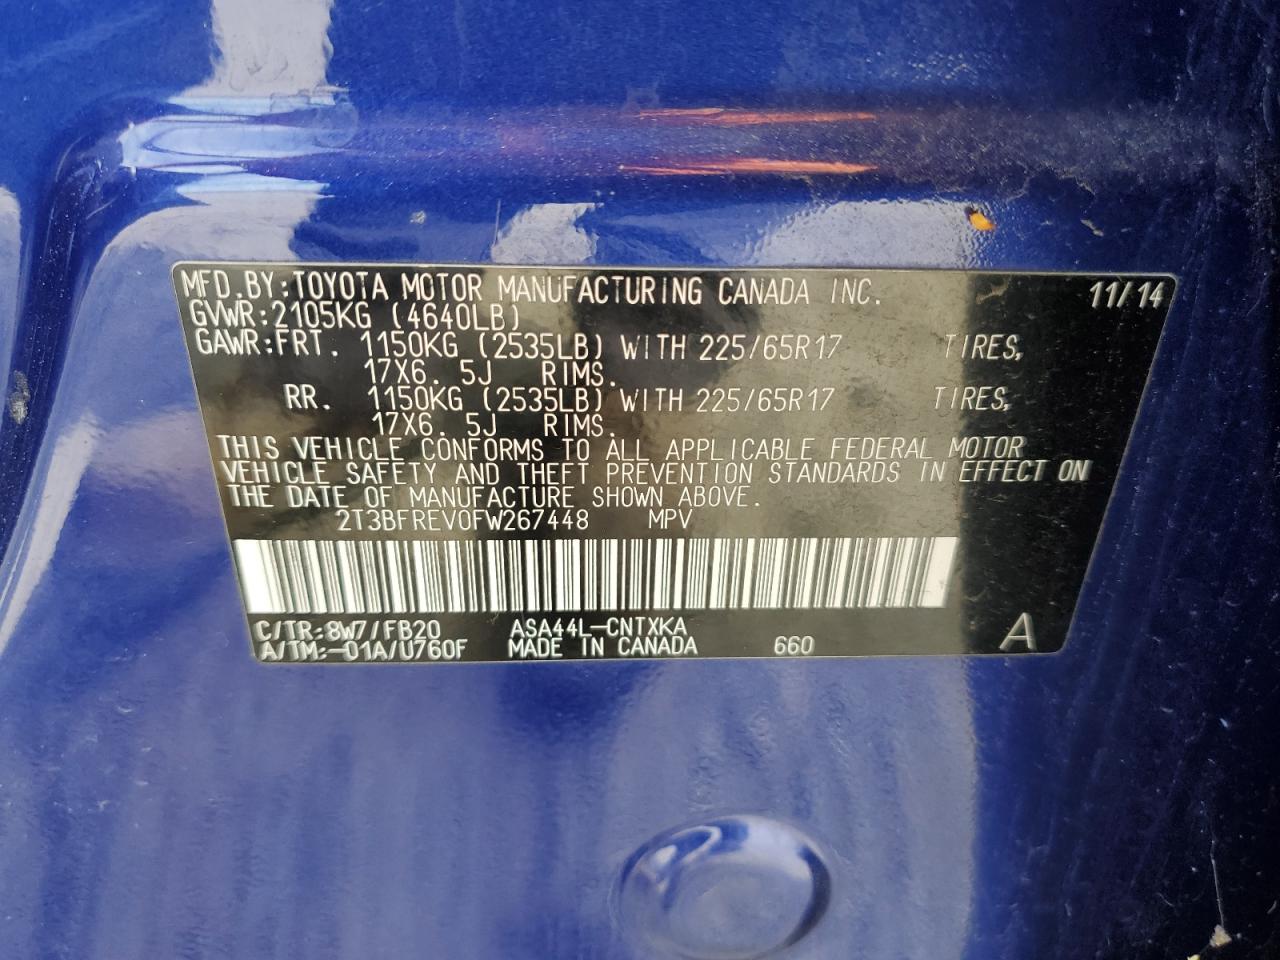 MFD.BY:TOYOTA MOTOR MANUFACTURING CANADA INC. 11/14
GVWR:2105KG (4640LB)
GAWR:FRT. 1150KG (2535LB) WITH 225/65R17 TIRES,
17X6. 5J RIMS.
RR. 1150KG (2535LB) WITH 225/65R17 TIRES,
17X6. 5J RIMS.
THIS VEHICLE CONFORMS TO ALL APPLICABLE FEDERAL MOTOR
VEHICLE SAFETY AND THEFT PREVENTION STANDARDS IN EFFECT ON
THE DATE OF MANUFACTURE SHOWN ABOVE.
2T3BFREV0FW267448 MPV
C/TR:8W7/FB20 ASA44L-CNTXKA
A/TM:-01A/U760F MADE IN CANADA 660 A